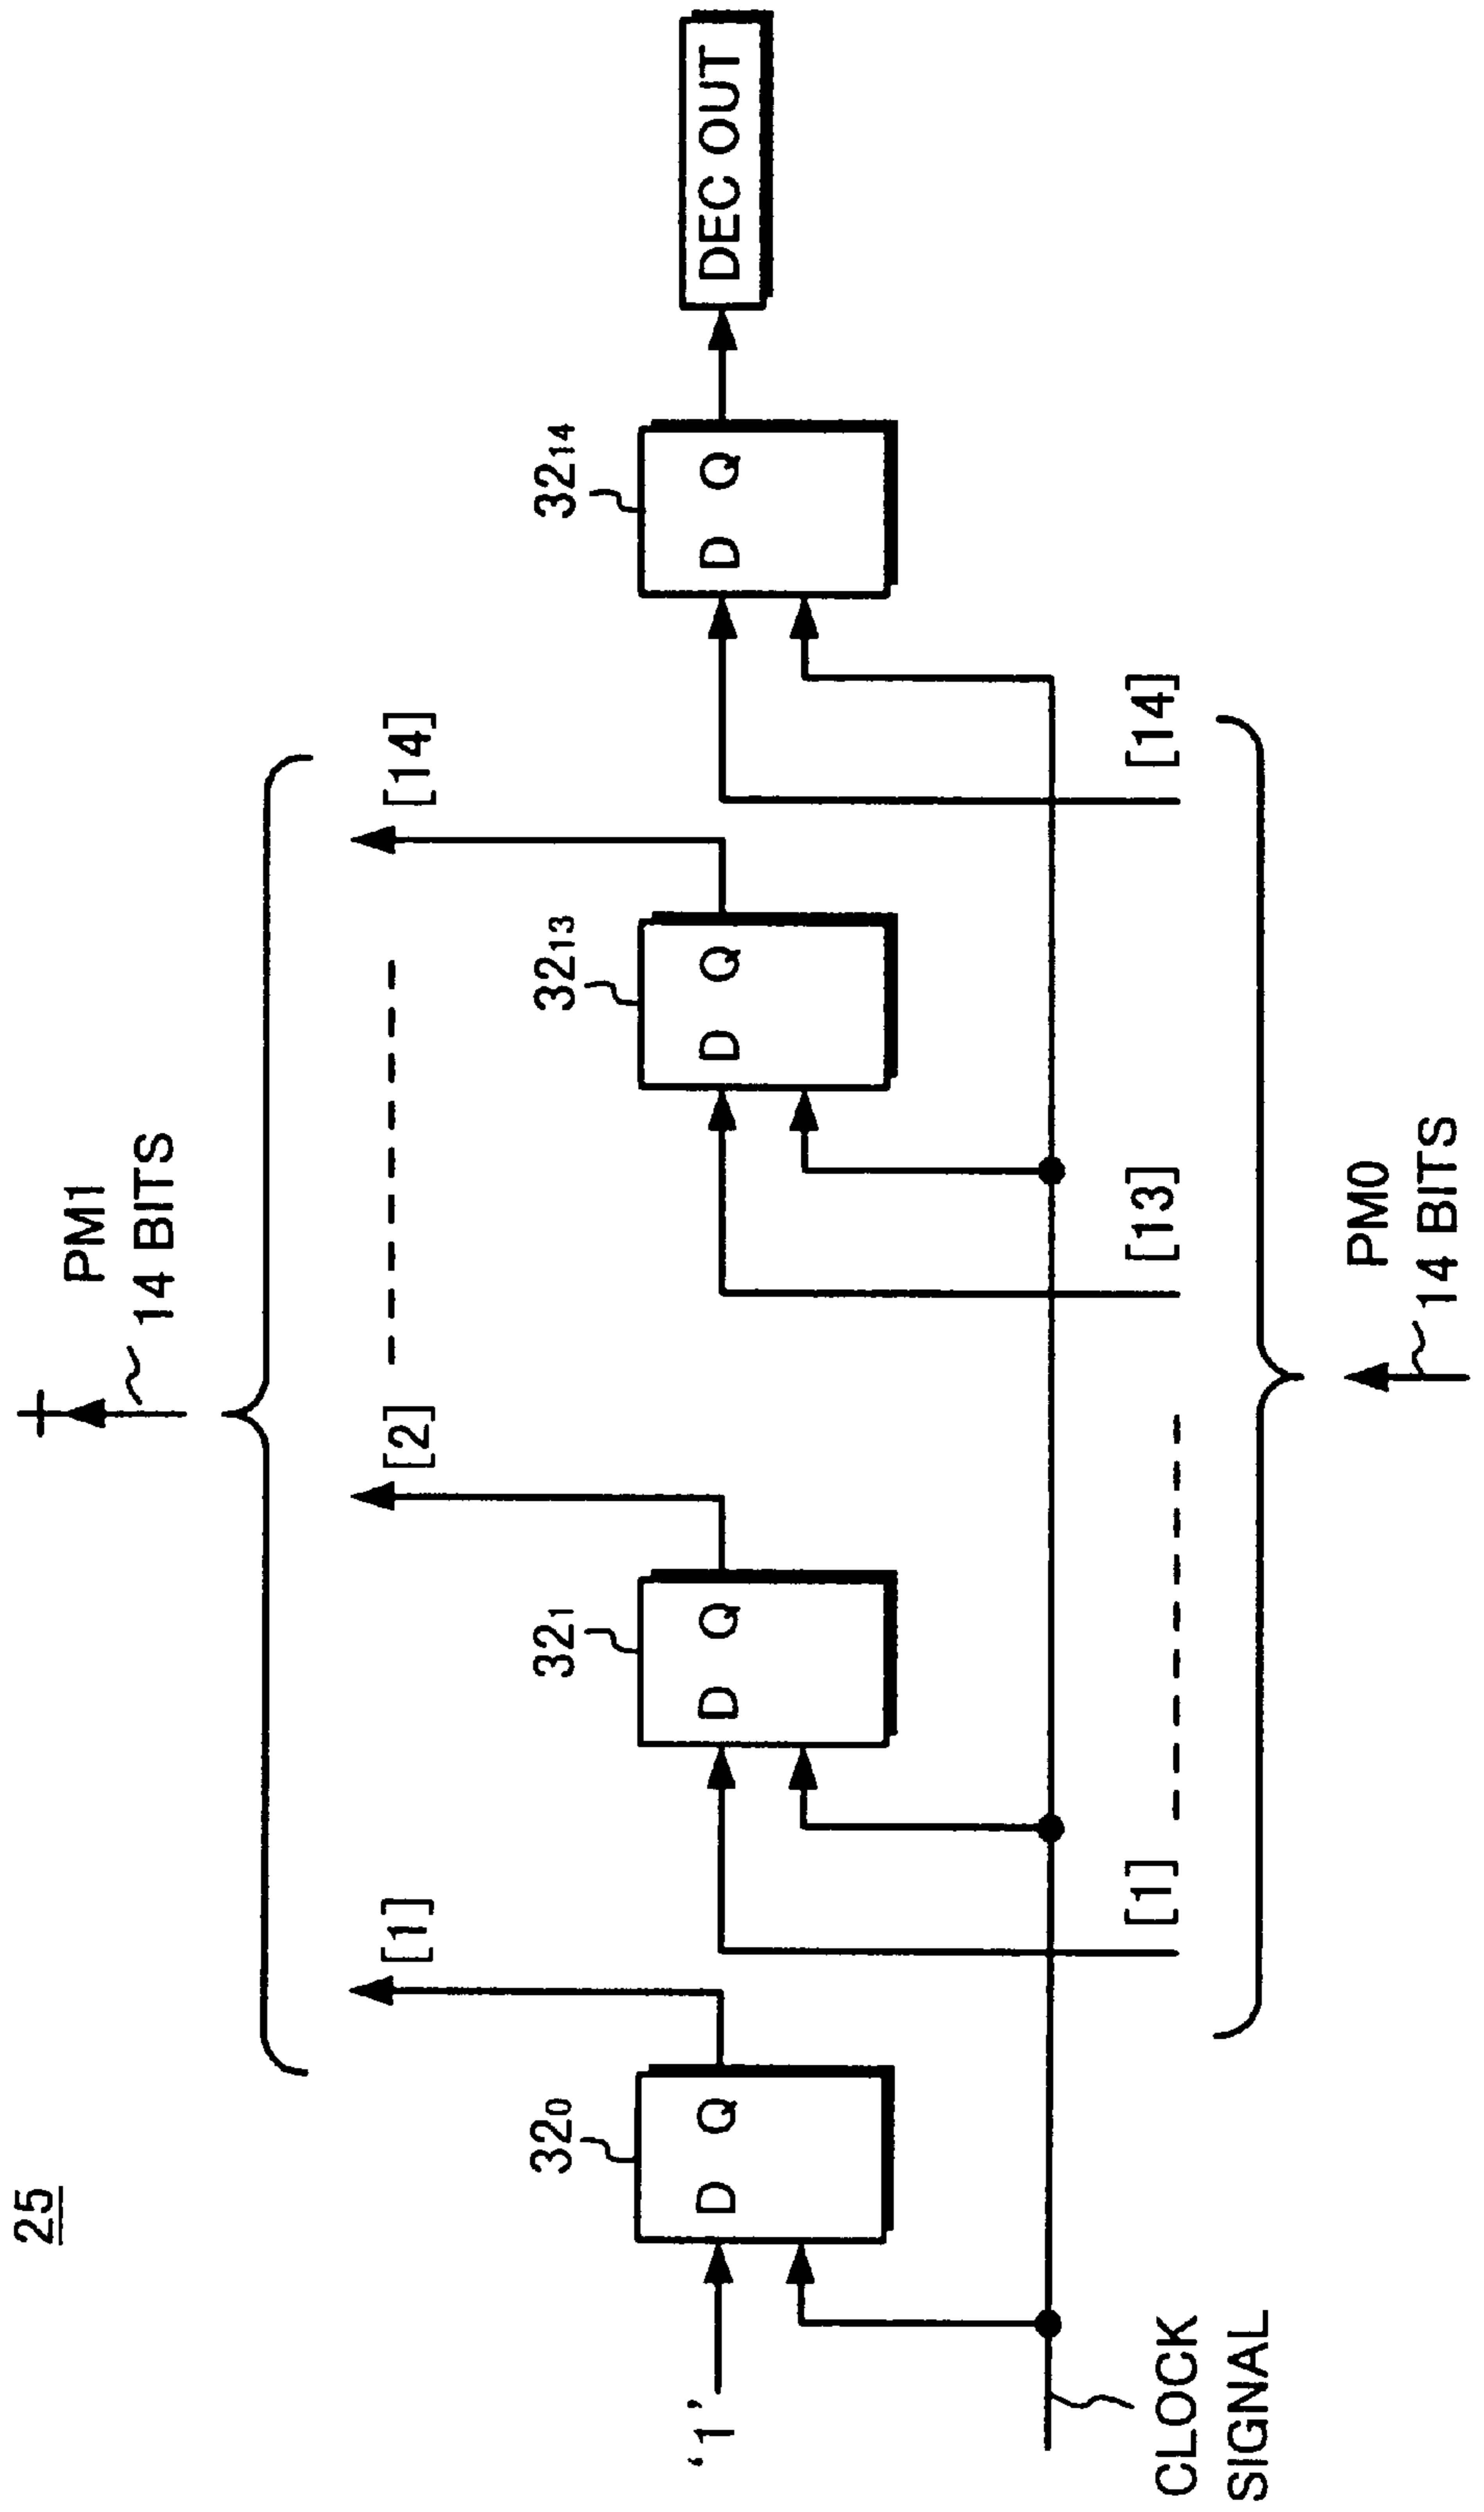 25
PM1
14 BITS
[1]
[2]
[14]
32₀
32₁
32₁₃
32₁₄
'1'
D Q
D Q
D Q
D Q
DEC OUT
[1]
[13]
[14]
CLOCK
SIGNAL
PM0
14 BITS